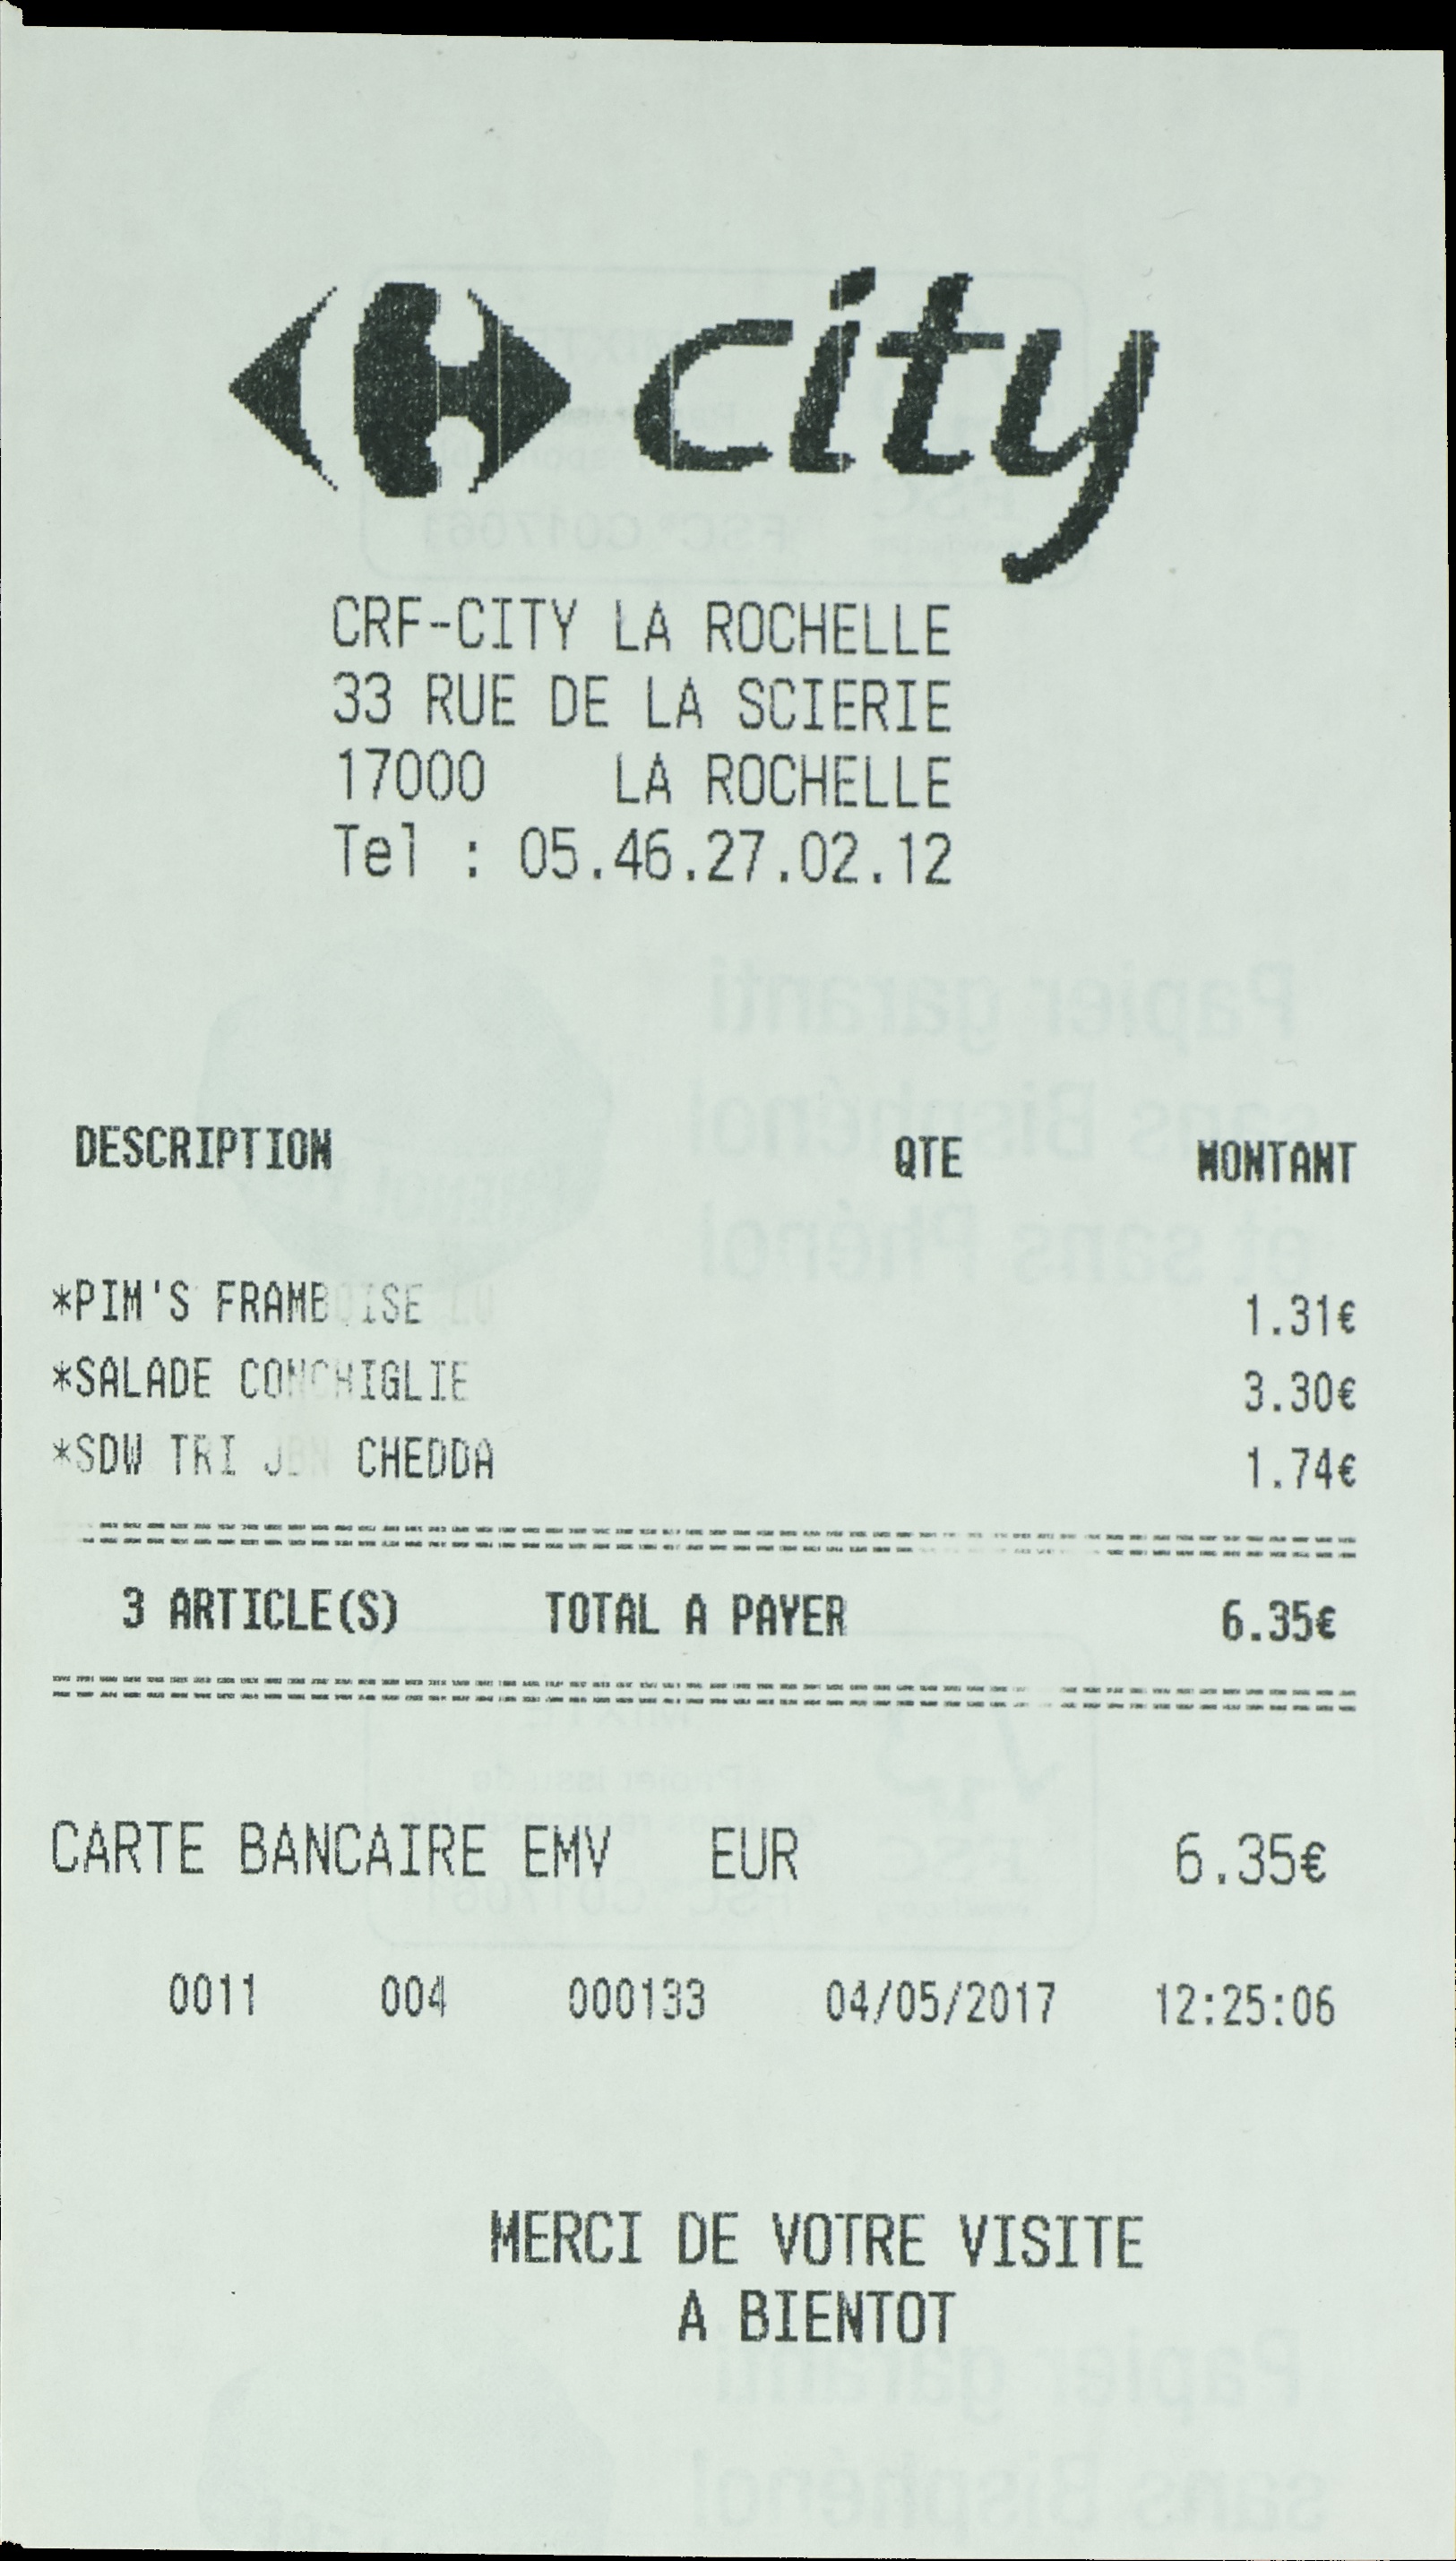 city
CRF-CITY LA ROCHELLE
33 RUE DE LA SCIERIE
17000 LA ROCHELLE
Tel : 05.46.27.02.12
DESCRIPTION QTE MONTANT
*PIM'S FRAMBOISE LU 1.31€
*SALADE CONCHIGLIE 3.30€
*SDW TRI JBN CHEDDA 1.74€
3 ARTICLE(S) TOTAL A PAYER 6.35€
CARTE BANCAIRE EMV EUR 6.35€
0011 004 000133 04/05/2017 12:25:06
MERCI DE VOTRE VISITE
A BIENTOT